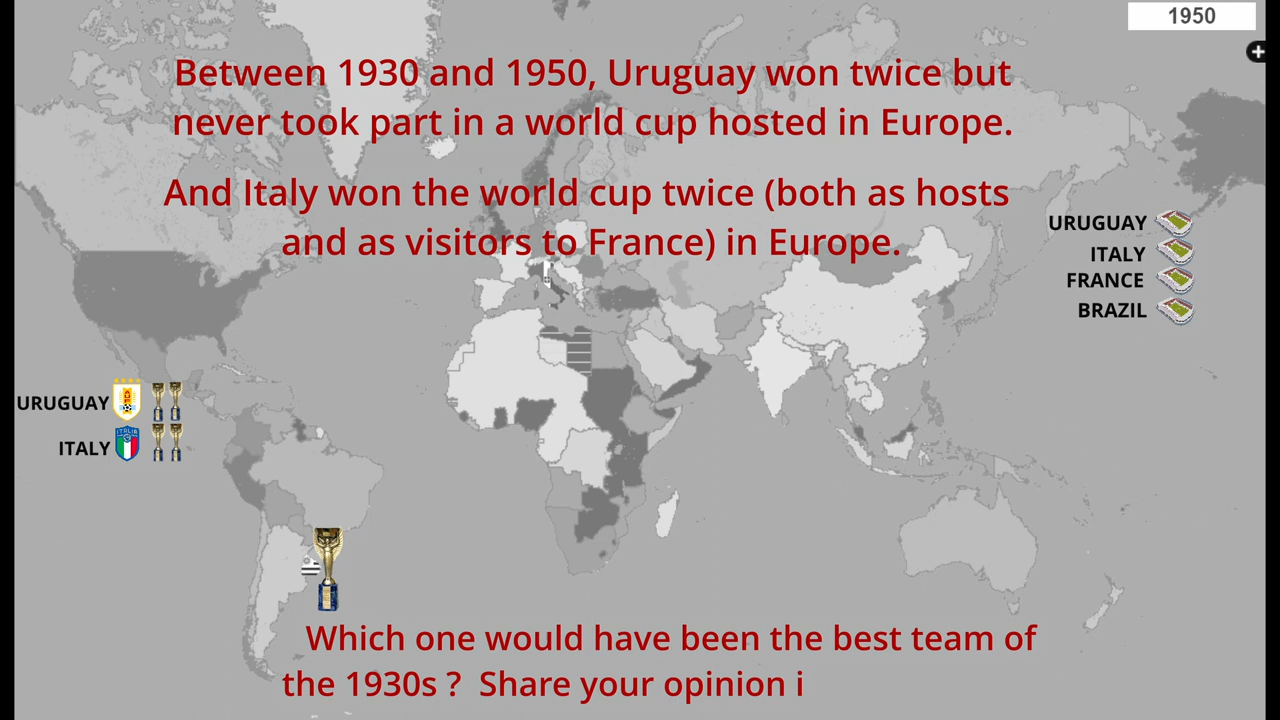 1950
Between 1930 and 1950, Uruguay won twice but
never took part in a world cup hosted in Europe.
And Italy won the world cup twice (both as hosts
and as visitors to France) in Europe.
URUGUAY
ITALY
FRANCE
BRAZIL
URUGUAY
ITALY
Which one would have been the best team of
the 1930s ? Share your opinion i